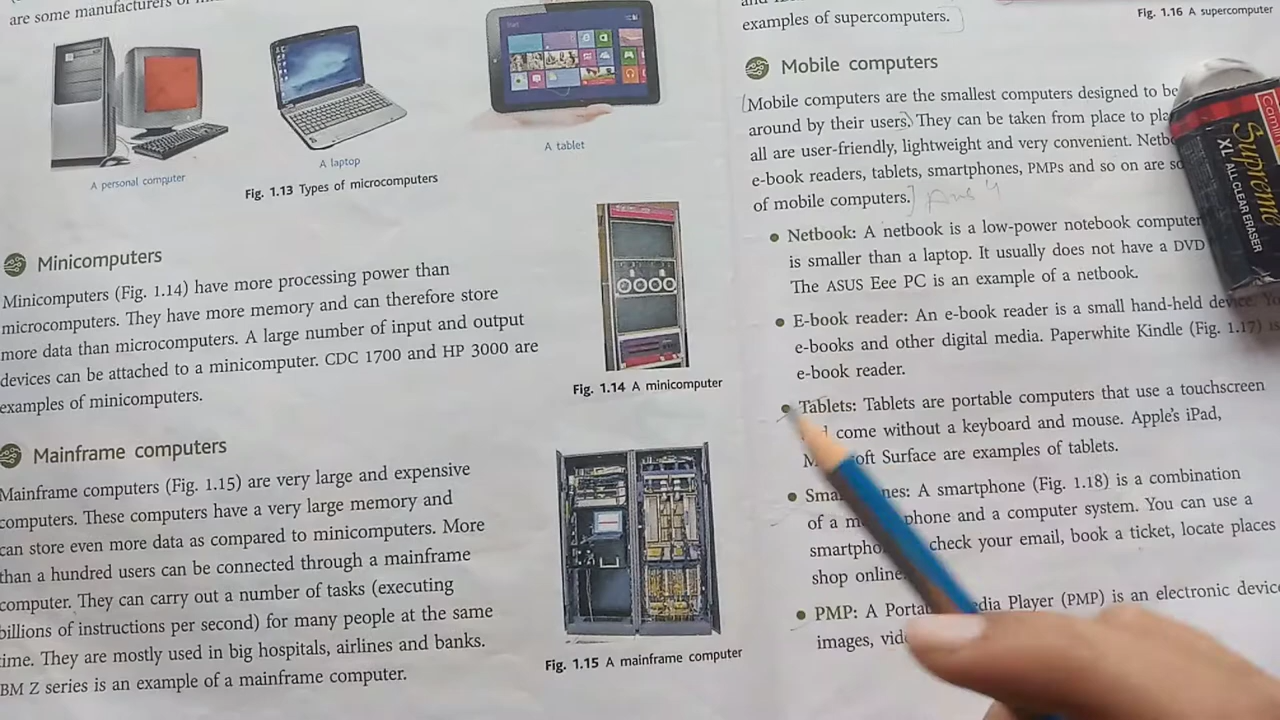 are some manufacturers of
A personal computer
A laptop
A tablet
Fig. 1.13 Types of microcomputers
Minicomputers
Minicomputers (Fig. 1.14) have more processing power than
microcomputers. They have more memory and can therefore store
more data than microcomputers. A large number of input and output
devices can be attached to a minicomputer. CDC 1700 and HP 3000 are
examples of minicomputers.
Fig. 1.14 A minicomputer
Mainframe computers
Mainframe computers (Fig. 1.15) are very large and expensive
computers. These computers have a very large memory and
can store even more data as compared to minicomputers. More
than a hundred users can be connected through a mainframe
computer. They can carry out a number of tasks (executing
billions of instructions per second) for many people at the same
time. They are mostly used in big hospitals, airlines and banks.
BM Z series is an example of a mainframe computer.
Fig. 1.15 A mainframe computer
examples of supercomputers.
Fig. 1.16 A supercomputer
Mobile computers
Mobile computers are the smallest computers designed to be
around by their users. They can be taken from place to
all are user-friendly, lightweight and very convenient.
e-book readers, tablets, smartphones, PMPs and so on are
of mobile computers. Ans 4
• Netbook: A netbook is a low-power notebook computer
is smaller than a laptop. It usually does not have a DVD
The ASUS Eee PC is an example of a netbook.
• E-book reader: An e-book reader is a small hand-held device.
e-books and other digital media. Paperwhite Kindle (Fig. 1.17)
e-book reader.
• Tablets: Tablets are portable computers that use a touchscreen
come without a keyboard and mouse. Apple's iPad,
Surface are examples of tablets.
• A smartphone (Fig. 1.18) is a combination
of a phone and a computer system. You can use a
check your email, book a ticket, locate places
shop online
• PMP: A Media Player (PMP) is an electronic
images,
Camlin
Supreme
XL ALL CLEAR ERASER